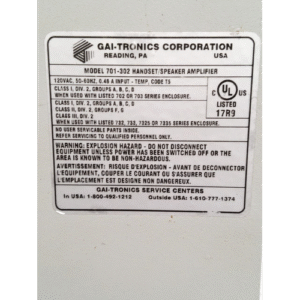 GAI-TRONICS CORPORATION
READING, PA USA
MODEL 701-302 HANDSET/SPEAKER AMPLIFIER
120VAC, 50-60HZ, 0.46 A INPUT - TEMP. CODE T5
CLASS I, DIV. 2, GROUPS A, B, C, D
WHEN USED WITH LISTED 702 OR 703 SERIES ENCLOSURE.
CLASS I, DIV. 2, GROUPS A, B, C, D
CLASS II, DIV. 2, GROUPS F, G
CLASS III, DIV. 2
WHEN USED WITH LISTED 732, 733, OR 7335 SERIES ENCLOSURE.
NO USER SERVICEABLE PARTS INSIDE.
REFER SERVICING TO QUALIFIED PERSONNEL ONLY.
UL
LISTED
17R9
WARNING: EXPLOSION HAZARD - DO NOT DISCONNECT
EQUIPMENT UNLESS POWER HAS BEEN SWITCHED OFF OR THE
AREA IS KNOWN TO BE NON-HAZARDOUS.
AVERTISSEMENT: RISQUE D'EXPLOSION - AVANT DE DECONNECTOR
L'EQUIPEMENT, COUPER LE COURANT OU S'ASSURER QUE
L'EMPLACEMENT EST DESIGNE NON DANGEREUX.
GAI-TRONICS SERVICE CENTERS
In USA: 1-800-492-1212 Outside USA: 1-610-777-1374